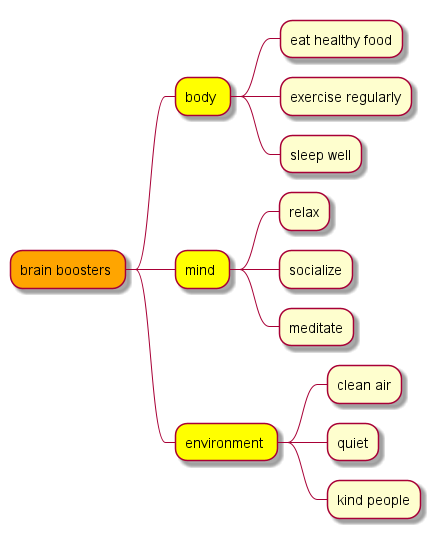 brain boosters
body
eat healthy food
exercise regularly
sleep well
mind
relax
socialize
meditate
environment
clean air
quiet
kind people